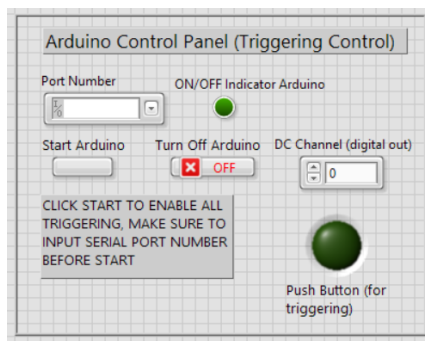 Arduino Control Panel (Triggering Control)
Port Number
ON/OFF Indicator Arduino
Start Arduino
Turn Off Arduino
DC Channel (digital out)
OFF
0
CLICK START TO ENABLE ALL
TRIGGERING, MAKE SURE TO
INPUT SERIAL PORT NUMBER
BEFORE START
Push Button (for
triggering)